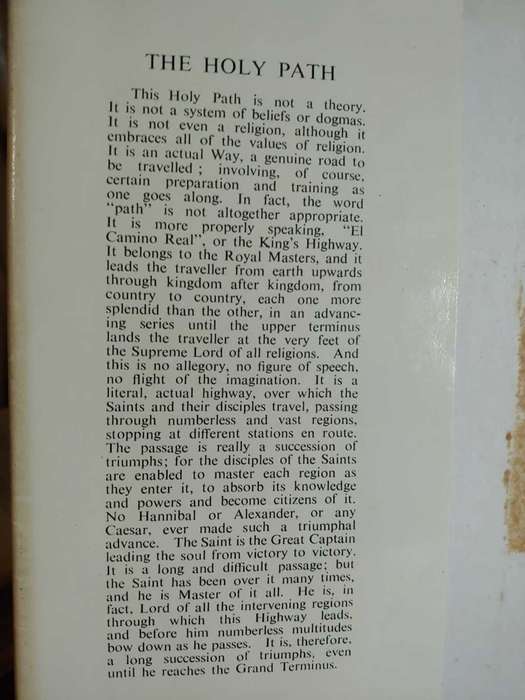 THE HOLY PATH
This Holy Path is not a theory.
It is not a system of beliefs or dogmas.
It is not even a religion, although it
embraces all of the values of religion.
It is an actual Way, a genuine road to
be travelled ; involving, of course,
certain preparation and training as
one goes along. In fact, the word
"path" is not altogether appropriate.
It is more properly speaking, "El
Camino Real", or the King's Highway.
It belongs to the Royal Masters, and it
leads the traveller from earth upwards
through kingdom after kingdom, from
country to country, each one more
splendid than the other, in an advanc-
ing series until the upper terminus
lands the traveller at the very feet of
the Supreme Lord of all religions. And
this is no allegory, no figure of speech,
no flight of the imagination. It is a
literal, actual highway, over which the
Saints and their disciples travel, passing
through numberless and vast regions,
stopping at different stations en route.
The passage is really a succession of
triumphs; for the disciples of the Saints
are enabled to master each region as
they enter it, to absorb its knowledge
and powers and become citizens of it.
No Hannibal or Alexander, or any
Caesar, ever made such a triumphal
advance. The Saint is the Great Captain
leading the soul from victory to victory.
It is a long and difficult passage; but
the Saint has been over it many times,
and he is Master of it all. He is, in
fact, Lord of all the intervening regions
through which this Highway leads,
and before him numberless multitudes
bow down as he passes. It is, therefore,
a long succession of triumphs, even
until he reaches the Grand Terminus.